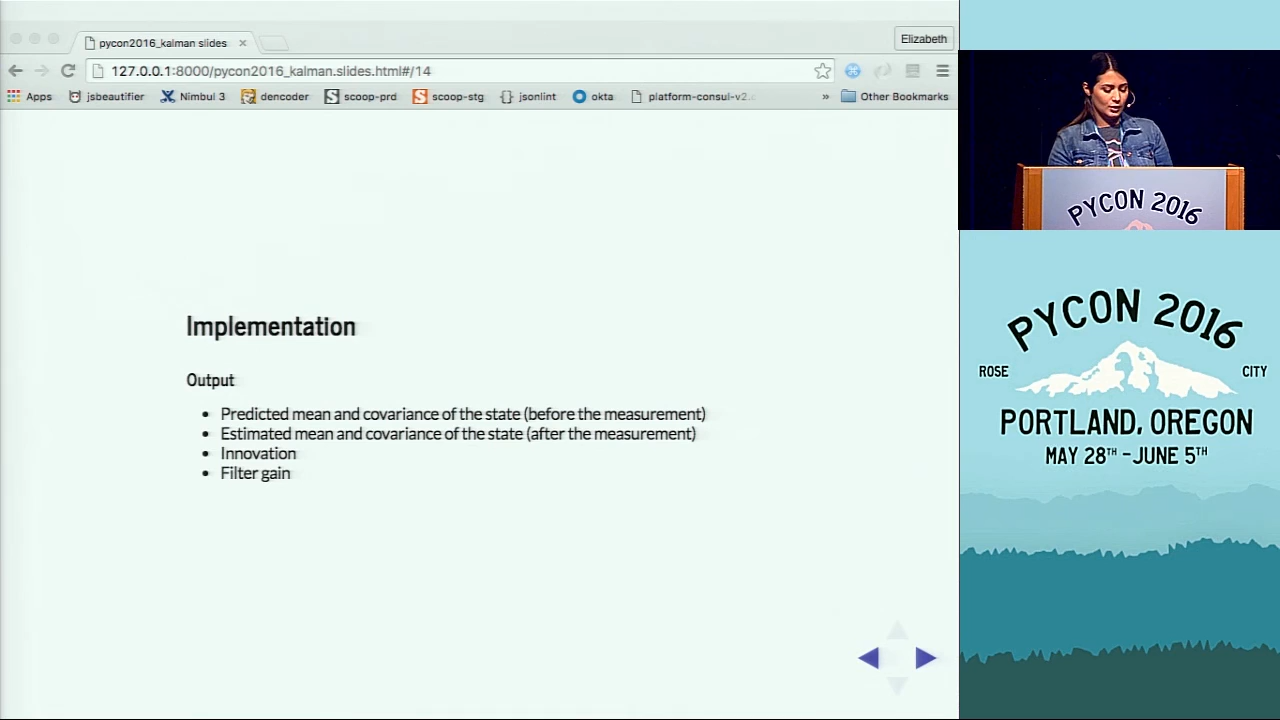 pycon2016_kalman slides
Elizabeth
127.0.0.1:8000/pycon2016_kalman.slides.html#/14
Apps
jsbeautifier
Nimbul 3
dencoder
scoop-prd
scoop-stg
jsonlint
okta
platform-consul-v2.
»
Other Bookmarks
Implementation
Output
• Predicted mean and covariance of the state (before the measurement)
• Estimated mean and covariance of the state (after the measurement)
• Innovation
• Filter gain
PYCON 2016
PYCON 2016
ROSE CITY
PORTLAND, OREGON
MAY 28TH - JUNE 5TH